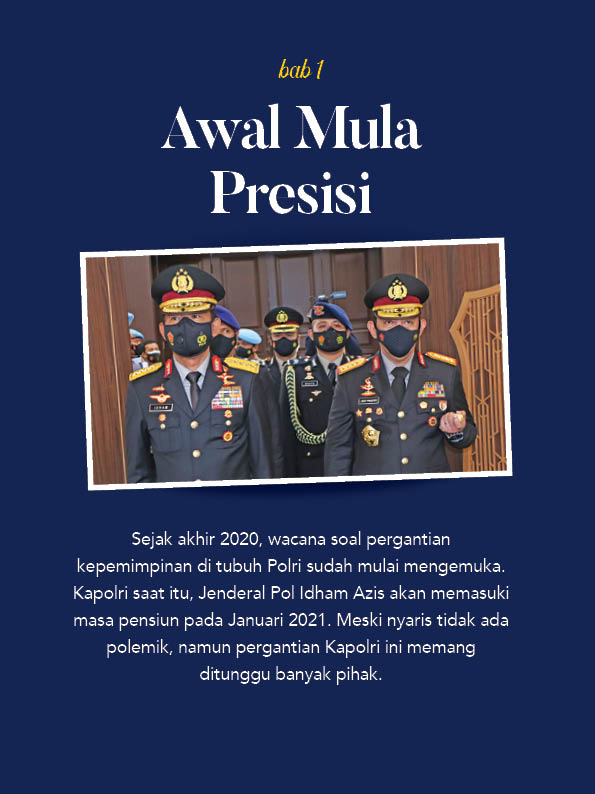 bab 1
Awal Mula
Presisi
IDHAM
Sejak akhir 2020, wacana soal pergantian
kepemimpinan di tubuh Polri sudah mulai mengemuka.
Kapolri saat itu, Jenderal Pol Idham Azis akan memasuki
masa pensiun pada Januari 2021. Meski nyaris tidak ada
polemik, namun pergantian Kapolri ini memang
ditunggu banyak pihak.